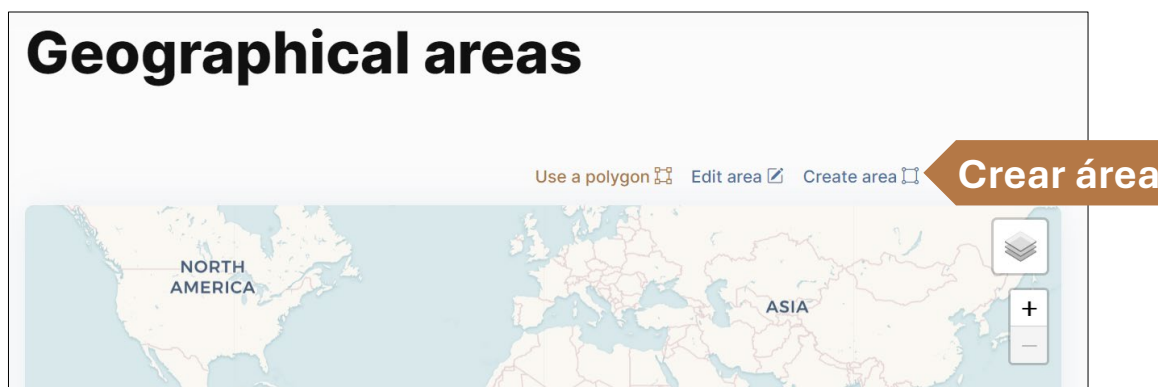 Geographical areas
Use a polygon Edit area Create area
Crear área
NORTH
AMERICA
ASIA
+
−